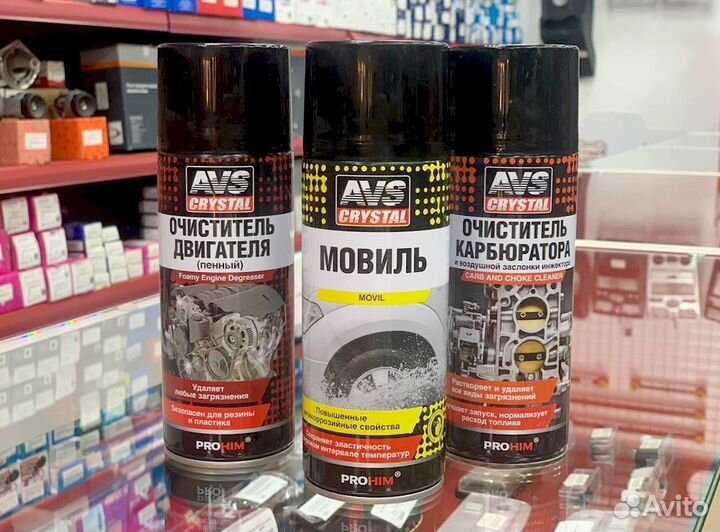 AVS
CRYSTAL
ОЧИСТИТЕЛЬ
ДВИГАТЕЛЯ
(пенный)
Foamy Engine Degreaser
Удаляет
любые загрязнения
Безопасен для резины
и пластика
PROHIM®
AVS
CRYSTAL
МОВИЛЬ
MOVIL
Повышенные
антикоррозийные свойства
Сохраняет эластичность
интервале температур
PROHIM®
AVS
CRYSTAL
ОЧИСТИТЕЛЬ
КАРБЮРАТОРА
и воздушной заслонки инжектора
CARB AND CHOKE CLEANER
Растворяет и удаляет
все виды загрязнений
Улучшает запуск, нормализует
расход топлива
PROHIM®
Avito